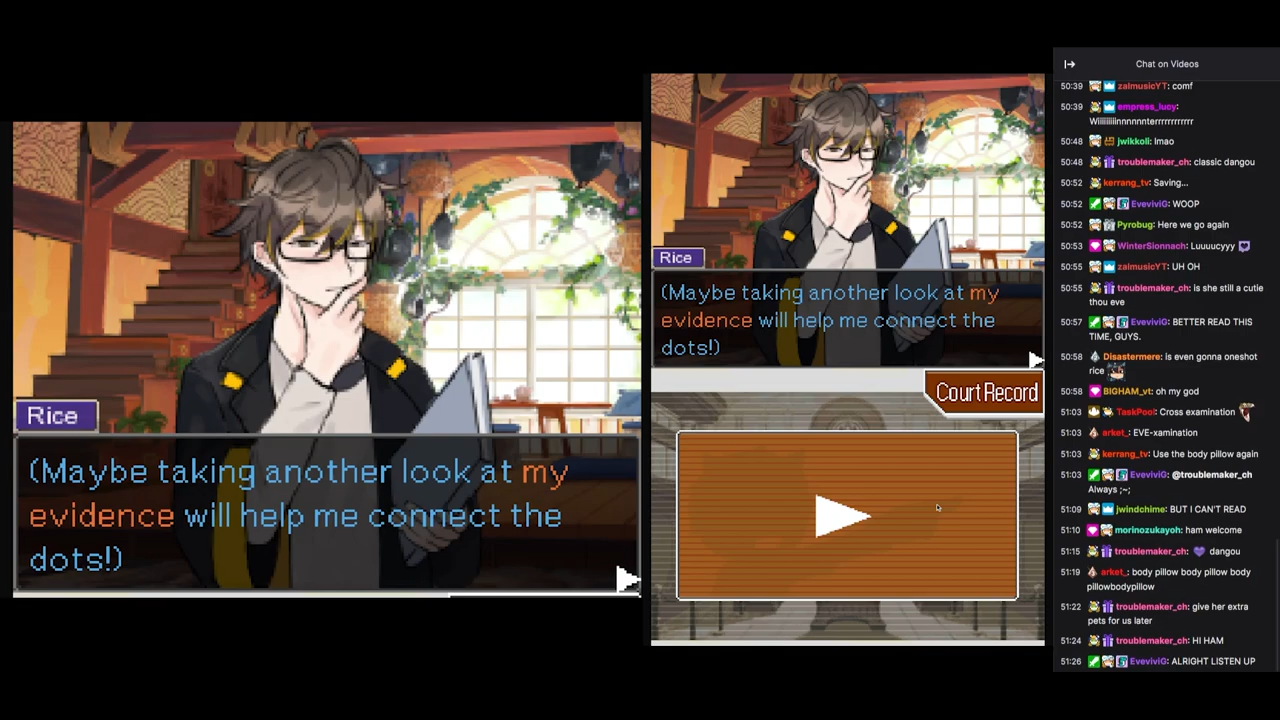 Rice
(Maybe taking another look at my
evidence will help me connect the
dots!)
Rice
(Maybe taking another look at my
evidence will help me connect the
dots!)
Court Record
Chat on Videos
50:39 zalmusicYT: comf
50:39 empress_lucy:
Wiiiiiiiinnnnnnterrrrrrrrrrr
50:48 jwikkoli: lmao
50:48 troublemaker_ch: classic dangou
50:52 kerrang_tv: Saving...
50:52 EveviviG: WOOP
50:52 Pyrobug: Here we go again
50:53 WinterSionnach: Luuuucyyy
50:55 zalmusicYT: UH OH
50:55 troublemaker_ch: is she still a cutie
thou eve
50:57 EveviviG: BETTER READ THIS
TIME, GUYS.
50:58 Disastermere: is even gonna oneshot
rice
50:58 BIGHAM_vt: oh my god
51:03 TaskPool: Cross examination
51:03 arket_: EVE-xamination
51:03 kerrang_tv: Use the body pillow again
51:03 EveviviG: @troublemaker_ch
Always ;~;
51:09 jwindchime: BUT I CAN'T READ
51:10 morinozukayoh: ham welcome
51:15 troublemaker_ch: dangou
51:19 arket_: body pillow body pillow body
pillowbodypillow
51:22 troublemaker_ch: give her extra
pets for us later
51:24 troublemaker_ch: HI HAM
51:26 EveviviG: ALRIGHT LISTEN UP